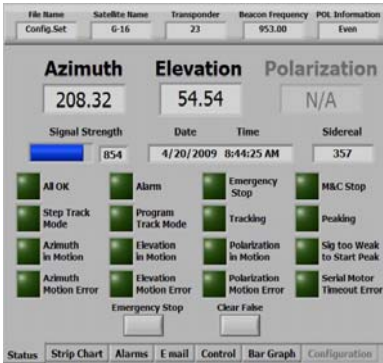 File Name Satellite Name Transponder Beacon Frequency POL Information
Config.Set G-16 23 953.00 Even
Azimuth Elevation Polarization
208.32 54.54 N/A
Signal Strength Date Time Sidereal
854 4/20/2009 8:44:25 AM 357
All OK Alarm Emergency Stop M&C Stop
Step Track Mode Program Track Mode Tracking Peaking
Azimuth in Motion Elevation in Motion Polarization in Motion Sig too Weak to Start Peak
Azimuth Motion Error Elevation Motion Error Polarization Motion Error Serial Motor Timeout Error
Emergency Stop Clear False
Status Strip Chart Alarms E mail Control Bar Graph Configuration